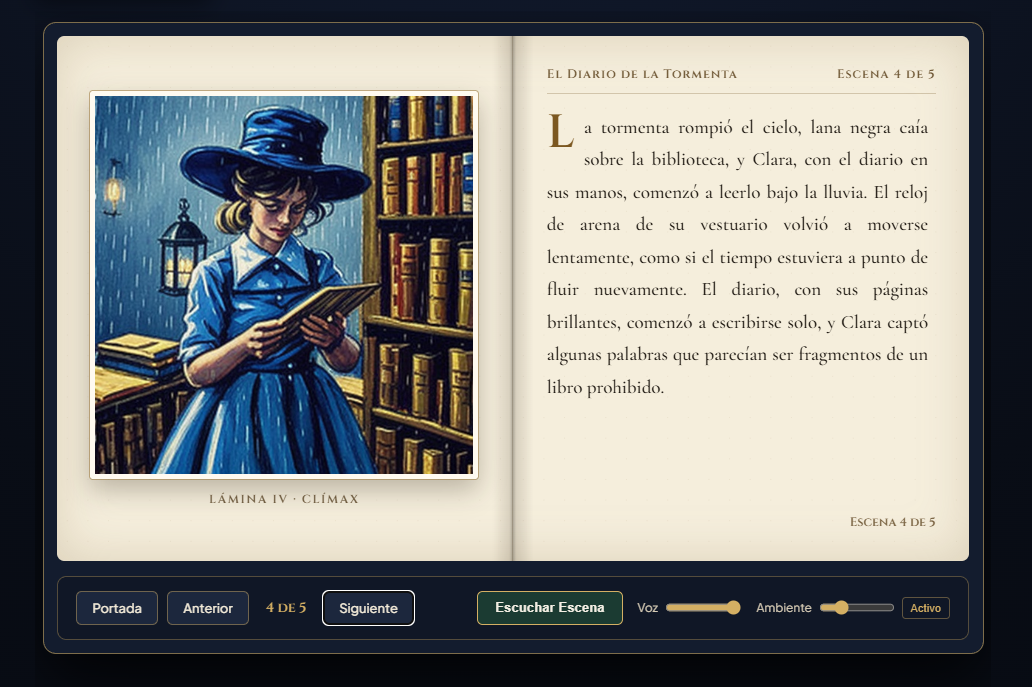 LÁMINA IV · CLÍMAX
El Diario de la Tormenta
Escena 4 de 5
La tormenta rompió el cielo, lana negra caía
sobre la biblioteca, y Clara, con el diario en
sus manos, comenzó a leerlo bajo la lluvia. El reloj
de arena de su vestuario volvió a moverse
lentamente, como si el tiempo estuviera a punto de
fluir nuevamente. El diario, con sus páginas
brillantes, comenzó a escribirse solo, y Clara captó
algunas palabras que parecían ser fragmentos de un
libro prohibido.
Escena 4 de 5
Portada
Anterior
4 DE 5
Siguiente
Escuchar Escena
Voz
Ambiente
Activo